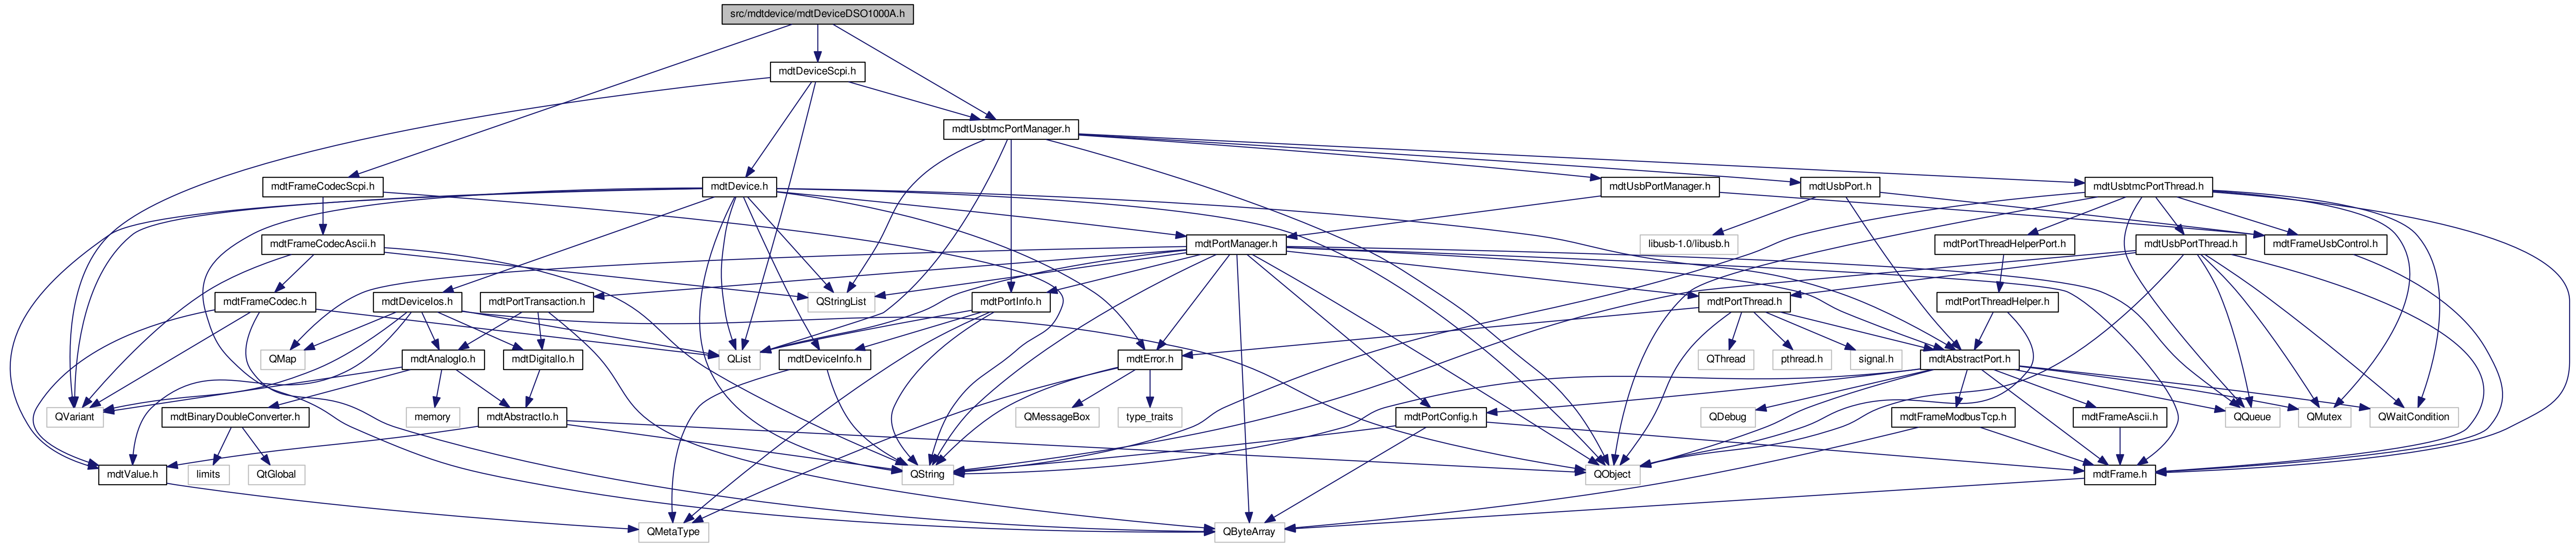 src/mdtdevice/mdtDeviceDSO1000A.h
mdtDeviceScpi.h
mdtUsbtmcPortManager.h
mdtFrameCodecScpi.h
mdtDevice.h
mdtUsbPortManager.h
mdtUsbPort.h
mdtUsbtmcPortThread.h
mdtFrameCodecAscii.h
mdtPortManager.h
libusb-1.0/libusb.h
mdtPortThreadHelperPort.h
mdtUsbPortThread.h
mdtFrameUsbControl.h
mdtFrameCodec.h
mdtDeviceIos.h
mdtPortTransaction.h
QStringList
mdtPortInfo.h
mdtPortThread.h
mdtPortThreadHelper.h
QMap
mdtAnalogIo.h
mdtDigitalIo.h
QList
mdtDeviceInfo.h
mdtError.h
QThread
pthread.h
signal.h
mdtAbstractPort.h
QVariant
mdtBinaryDoubleConverter.h
memory
mdtAbstractIo.h
QMessageBox
type_traits
mdtPortConfig.h
QDebug
mdtFrameModbusTcp.h
mdtFrameAscii.h
QQueue
QMutex
QWaitCondition
mdtValue.h
limits
QtGlobal
QString
QObject
mdtFrame.h
QMetaType
QByteArray